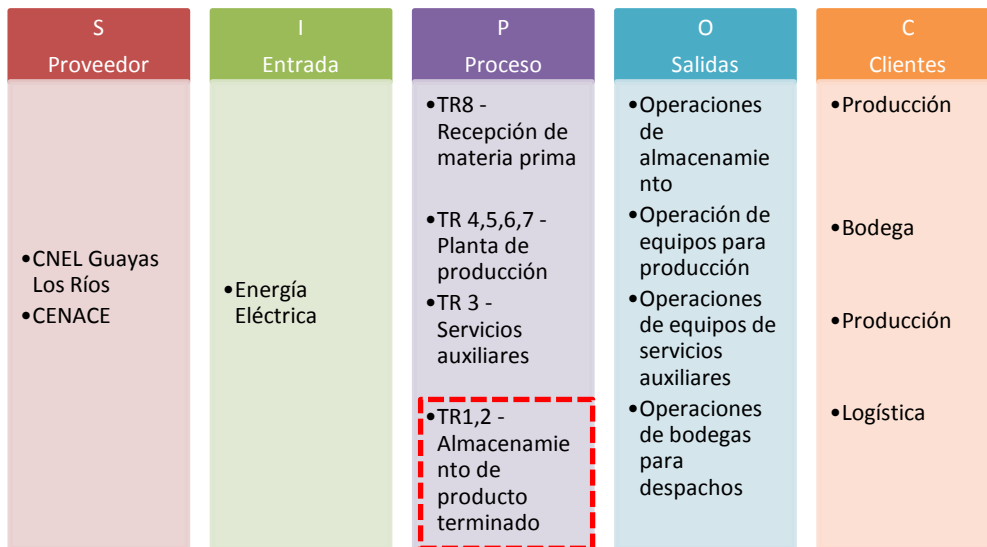 S
Proveedor
•CNEL Guayas
Los Ríos
•CENACE
I
Entrada
•Energía
Eléctrica
P
Proceso
•TR8 -
Recepción de
materia prima
•TR 4,5,6,7 -
Planta de
producción
•TR 3 -
Servicios
auxiliares
•TR1,2 -
Almacenamie
nto de
producto
terminado
O
Salidas
•Operaciones
de
almacenamie
nto
•Operación de
equipos para
producción
•Operaciones
de equipos de
servicios
auxiliares
•Operaciones
de bodegas
para
despachos
C
Clientes
•Producción
•Bodega
•Producción
•Logística